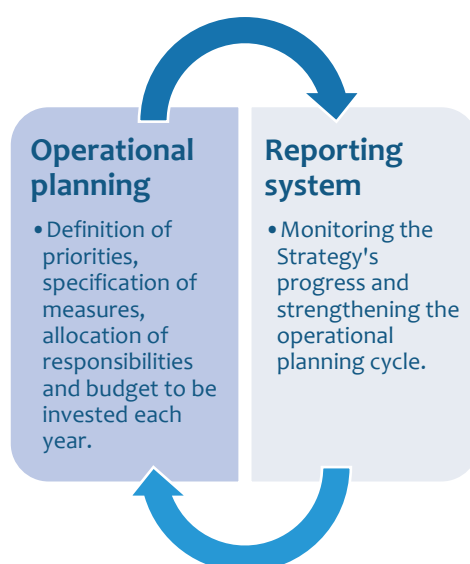 Operational
planning
•Definition of
priorities,
specification of
measures,
allocation of
responsibilities
and budget to be
invested each
year.
Reporting
system
•Monitoring the
Strategy's
progress and
strengthening the
operational
planning cycle.